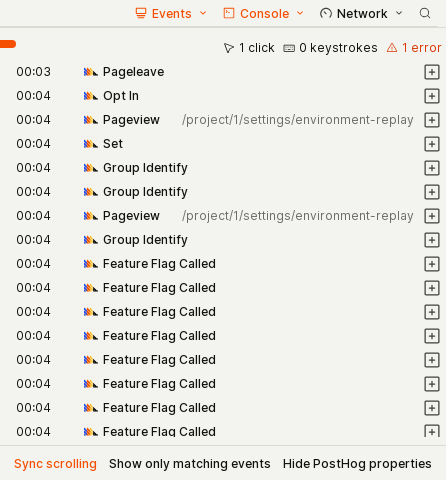 Events Console Network
1 click 0 keystrokes 1 error
00:03 Pageleave
00:04 Opt In
00:04 Pageview /project/1/settings/environment-replay
00:04 Set
00:04 Group Identify
00:04 Group Identify
00:04 Pageview /project/1/settings/environment-replay
00:04 Group Identify
00:04 Feature Flag Called
00:04 Feature Flag Called
00:04 Feature Flag Called
00:04 Feature Flag Called
00:04 Feature Flag Called
00:04 Feature Flag Called
00:04 Feature Flag Called
00:04 Feature Flag Called
Sync scrolling Show only matching events Hide PostHog properties